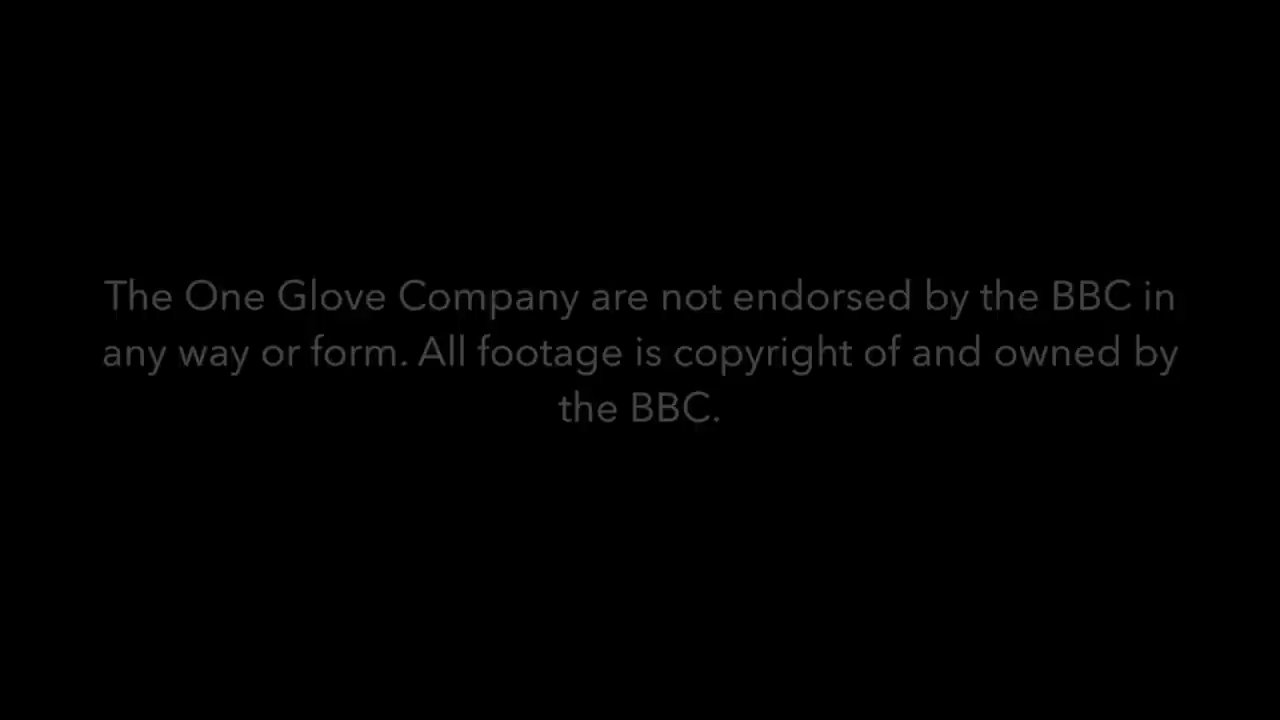 The One Glove Company are not endorsed by the BBC in
any way or form. All footage is copyright of and owned by
the BBC.